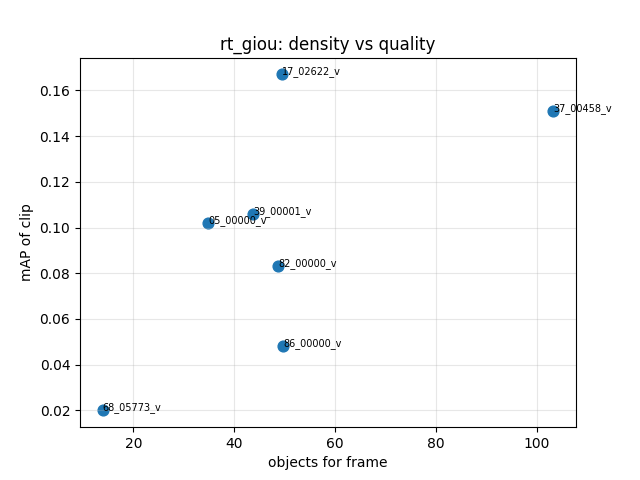 rt_giou: density vs quality
17_02622_v
37_00458_v
39_00001_v
05_00000_v
82_00000_v
86_00000_v
68_05773_v
mAP of clip
0.16
0.14
0.12
0.10
0.08
0.06
0.04
0.02
20 40 60 80 100
objects for frame